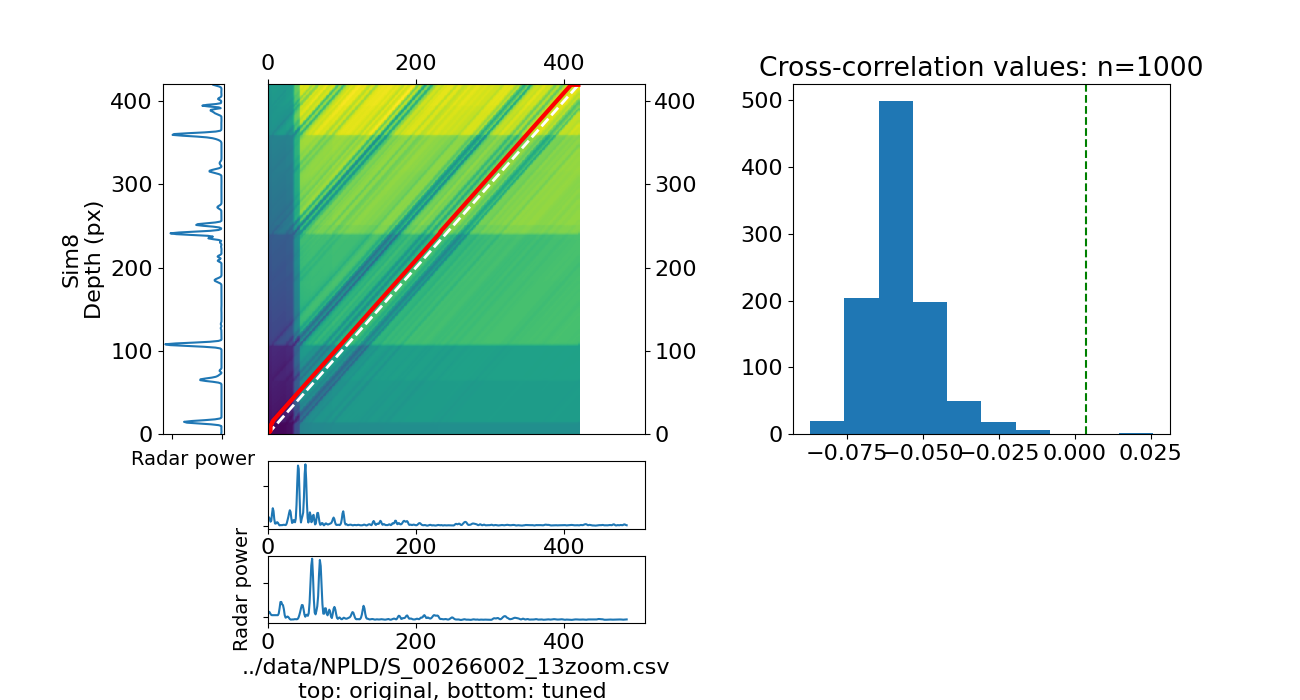 0 200 400
400
300
200
100
0
Sim8
Depth (px)
Radar power
400
300
200
100
0
Cross-correlation values: n=1000
500
400
300
200
100
0
−0.075 −0.050 −0.025 0.000 0.025
0 200 400
Radar power
0 200 400
../data/NPLD/S_00266002_13zoom.csv
top: original, bottom: tuned